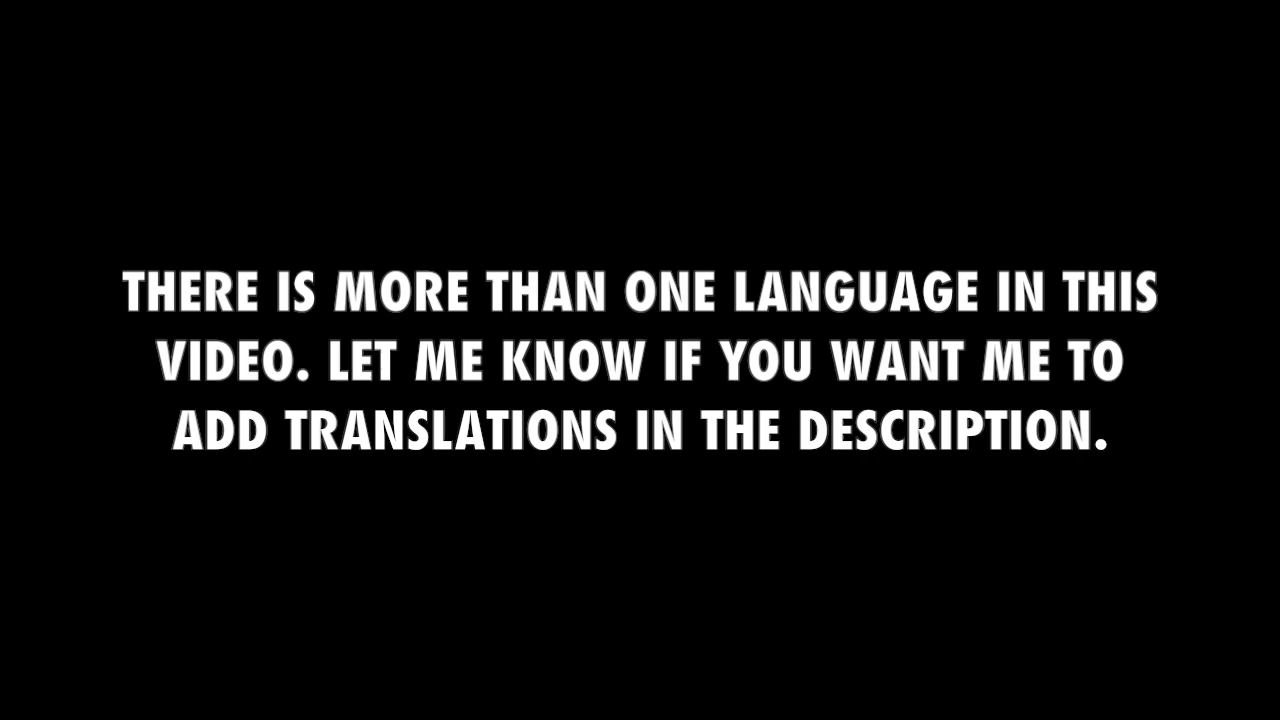 THERE IS MORE THAN ONE LANGUAGE IN THIS
VIDEO. LET ME KNOW IF YOU WANT ME TO
ADD TRANSLATIONS IN THE DESCRIPTION.